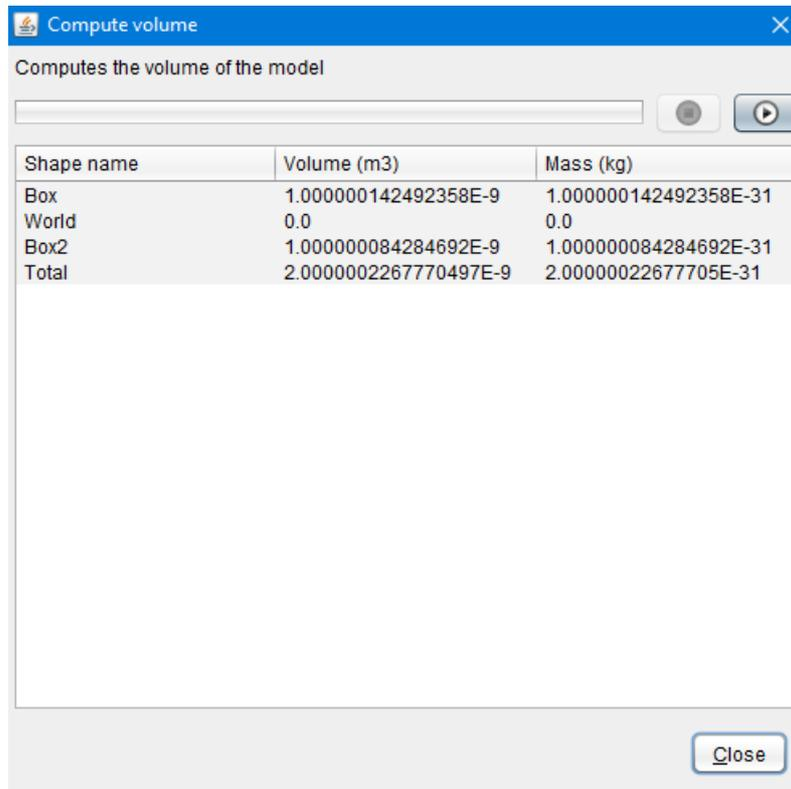 Compute volume
Computes the volume of the model
Shape name Volume (m3) Mass (kg)
Box 1.000000142492358E-9 1.000000142492358E-31
World 0.0 0.0
Box2 1.000000084284692E-9 1.000000084284692E-31
Total 2.0000002267770497E-9 2.00000022677705E-31
Close